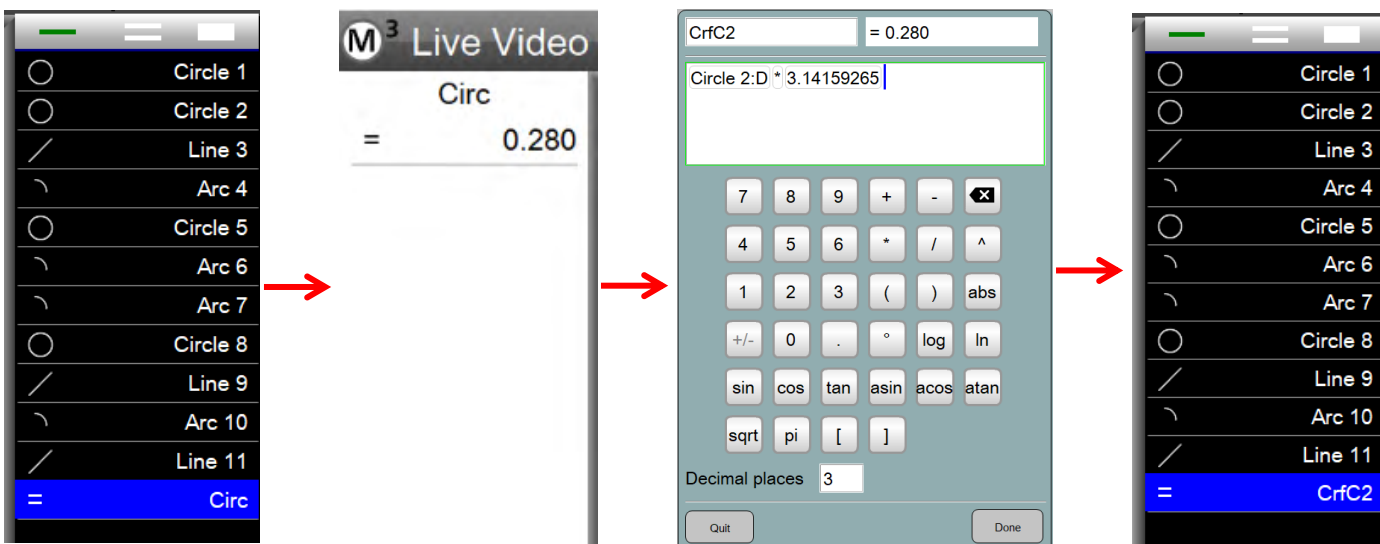 Circle 1
Circle 2
Line 3
Arc 4
Circle 5
Arc 6
Arc 7
Circle 8
Line 9
Arc 10
Line 11
= Circ
M3 Live Video
Circ
= 0.280
CrfC2 = 0.280
Circle 2:D * 3.14159265
7 8 9 + -
4 5 6 * / ^
1 2 3 ( ) abs
+/- 0 . ° log ln
sin cos tan asin acos atan
sqrt pi [ ]
Decimal places 3
Quit Done
Circle 1
Circle 2
Line 3
Arc 4
Circle 5
Arc 6
Arc 7
Circle 8
Line 9
Arc 10
Line 11
= CrfC2